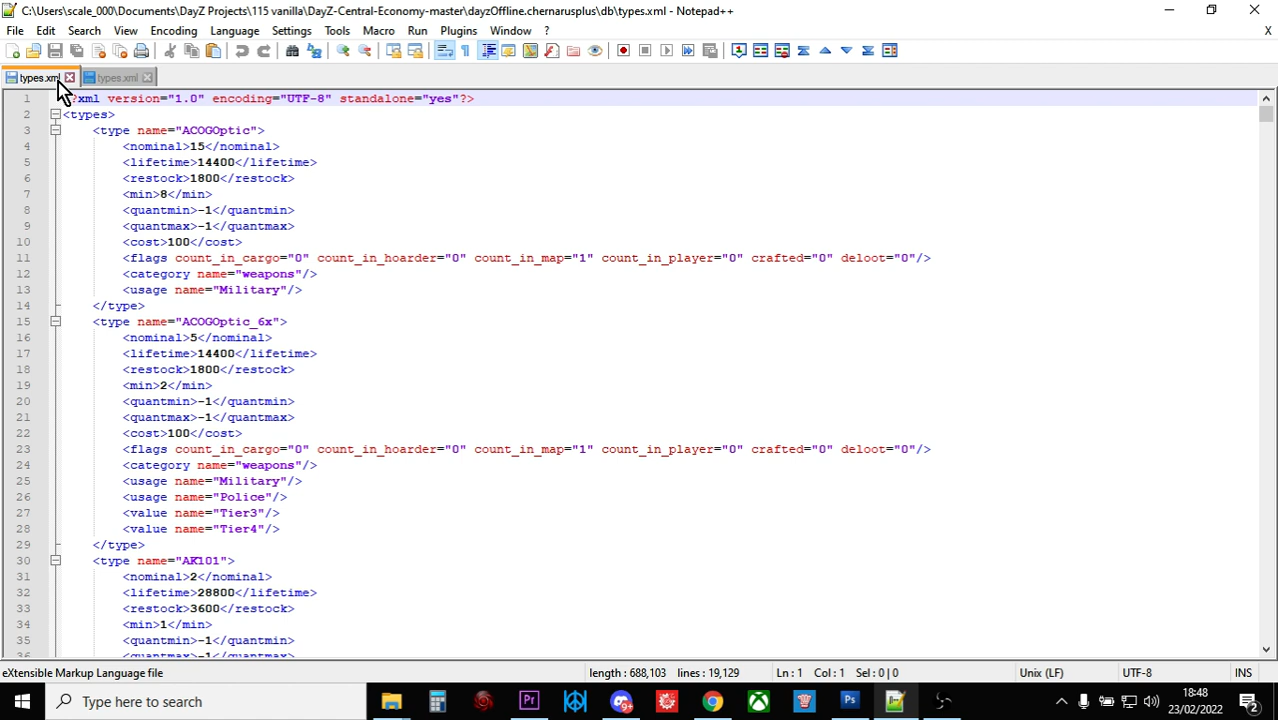 C:\Users\scale_000\Documents\DayZ Projects\115 vanilla\DayZ-Central-Economy-master\dayzOffline.chernarusplus\db\types.xml - Notepad++
File Edit Search View Encoding Language Settings Tools Macro Run Plugins Window ? X
types.xml types.xml
1 ?xml version="1.0" encoding="UTF-8" standalone="yes"?>
2 <types>
3 <type name="ACOGOptic">
4 <nominal>15</nominal>
5 <lifetime>14400</lifetime>
6 <restock>1800</restock>
7 <min>8</min>
8 <quantmin>-1</quantmin>
9 <quantmax>-1</quantmax>
10 <cost>100</cost>
11 <flags count_in_cargo="0" count_in_hoarder="0" count_in_map="1" count_in_player="0" crafted="0" deloot="0"/>
12 <category name="weapons"/>
13 <usage name="Military"/>
14 </type>
15 <type name="ACOGOptic_6x">
16 <nominal>5</nominal>
17 <lifetime>14400</lifetime>
18 <restock>1800</restock>
19 <min>2</min>
20 <quantmin>-1</quantmin>
21 <quantmax>-1</quantmax>
22 <cost>100</cost>
23 <flags count_in_cargo="0" count_in_hoarder="0" count_in_map="1" count_in_player="0" crafted="0" deloot="0"/>
24 <category name="weapons"/>
25 <usage name="Military"/>
26 <usage name="Police"/>
27 <value name="Tier3"/>
28 <value name="Tier4"/>
29 </type>
30 <type name="AK101">
31 <nominal>2</nominal>
32 <lifetime>28800</lifetime>
33 <restock>3600</restock>
34 <min>1</min>
35 <quantmin>-1</quantmin>
36 <quantmax>-1</quantmax>
eXtensible Markup Language file length : 688,103 lines : 19,129 Ln : 1 Col : 1 Sel : 0 | 0 Unix (LF) UTF-8 INS
Type here to search 18:48
23/02/2022